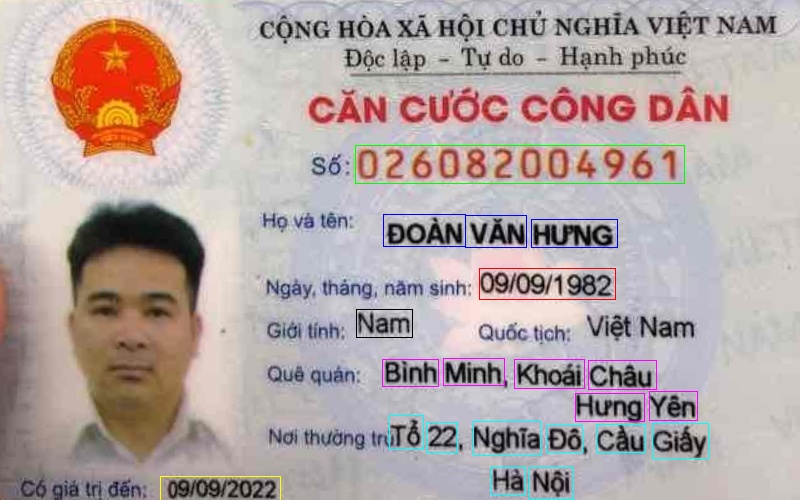 CỘNG HÒA XÃ HỘI CHỦ NGHĨA VIỆT NAM
Độc lập - Tự do - Hạnh phúc
CĂN CƯỚC CÔNG DÂN
Số: 026082004961
Họ và tên: ĐOÀN VĂN HƯNG
Ngày, tháng, năm sinh: 09/09/1982
Giới tính: Nam Quốc tịch: Việt Nam
Quê quán: Bình Minh, Khoái Châu
Hưng Yên
Nơi thường trú: Tổ 22, Nghĩa Đô, Cầu Giấy
Hà Nội
Có giá trị đến: 09/09/2022